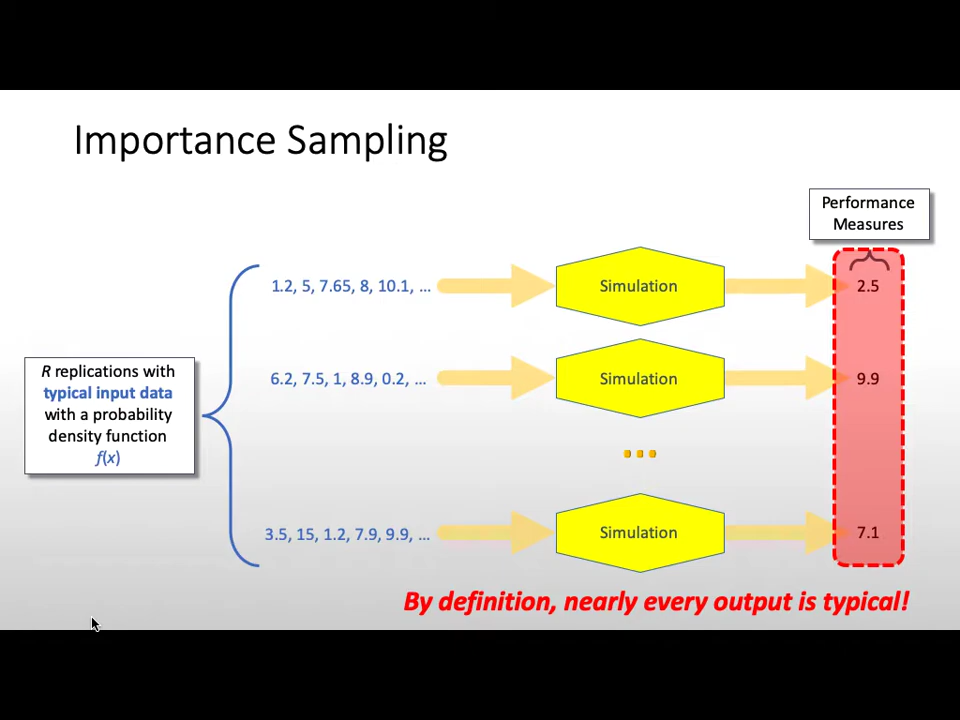 Importance Sampling
Performance
Measures
1.2, 5, 7.65, 8, 10.1, …
Simulation
2.5
R replications with
typical input data
with a probability
density function
f(x)
6.2, 7.5, 1, 8.9, 0.2, …
Simulation
9.9
…
3.5, 15, 1.2, 7.9, 9.9, …
Simulation
7.1
By definition, nearly every output is typical!